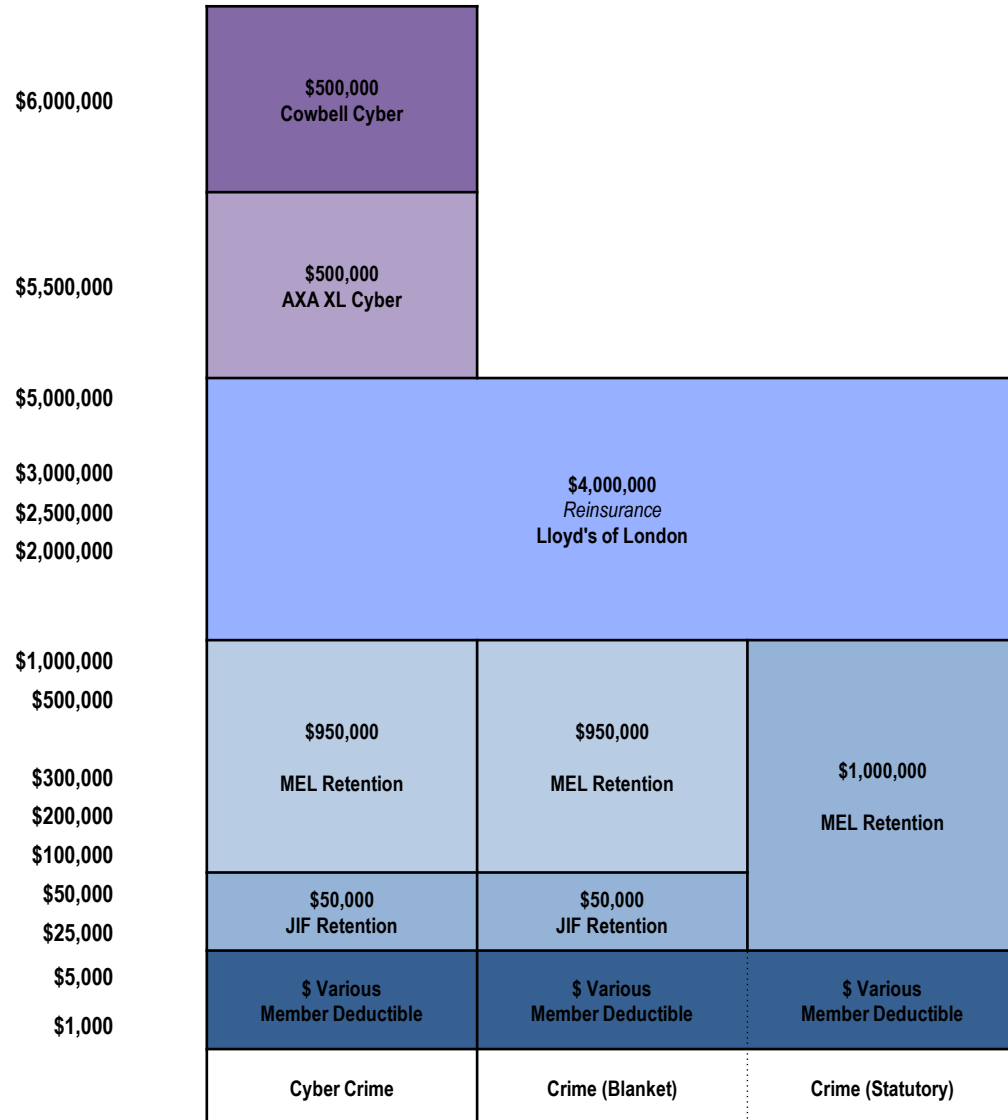 $6,000,000
$500,000
Cowbell Cyber
$5,500,000
$500,000
AXA XL Cyber
$5,000,000
$3,000,000
$2,500,000
$2,000,000
$4,000,000
Reinsurance
Lloyd's of London
$1,000,000
$500,000
$300,000
$200,000
$100,000
$50,000
$25,000
$950,000
MEL Retention
$950,000
MEL Retention
$1,000,000
MEL Retention
$50,000
JIF Retention
$50,000
JIF Retention
$5,000
$1,000
$ Various
Member Deductible
$ Various
Member Deductible
$ Various
Member Deductible
Cyber Crime
Crime (Blanket)
Crime (Statutory)